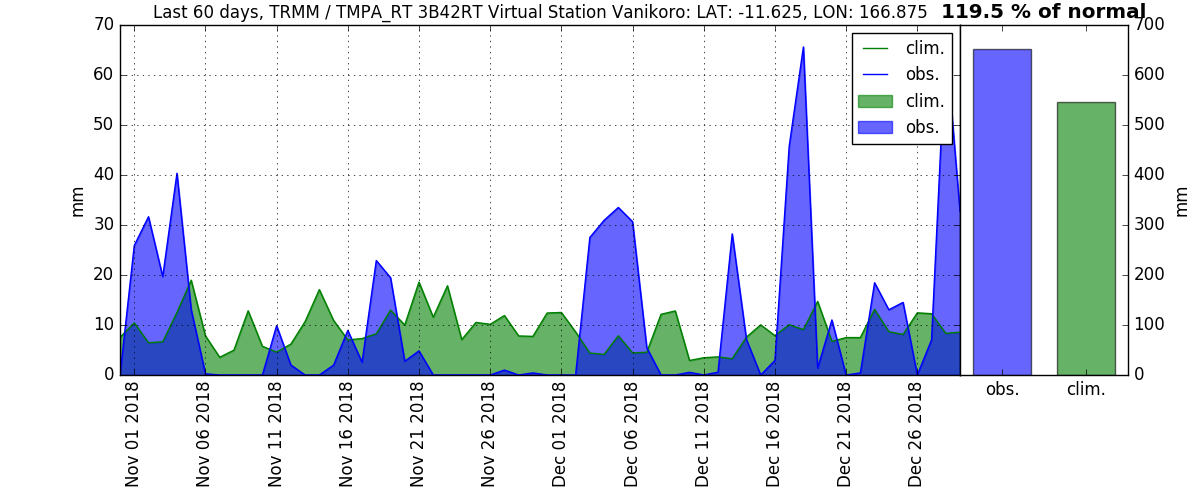 Last 60 days, TRMM / TMPA_RT 3B42RT Virtual Station Vanikoro: LAT: -11.625, LON: 166.875 119.5 % of normal
70
60
50
40
30
20
10
0
mm
clim.
obs.
clim.
obs.
700
600
500
400
300
200
100
0
mm
obs.
clim.
Nov 01 2018
Nov 06 2018
Nov 11 2018
Nov 16 2018
Nov 21 2018
Nov 26 2018
Dec 01 2018
Dec 06 2018
Dec 11 2018
Dec 16 2018
Dec 21 2018
Dec 26 2018